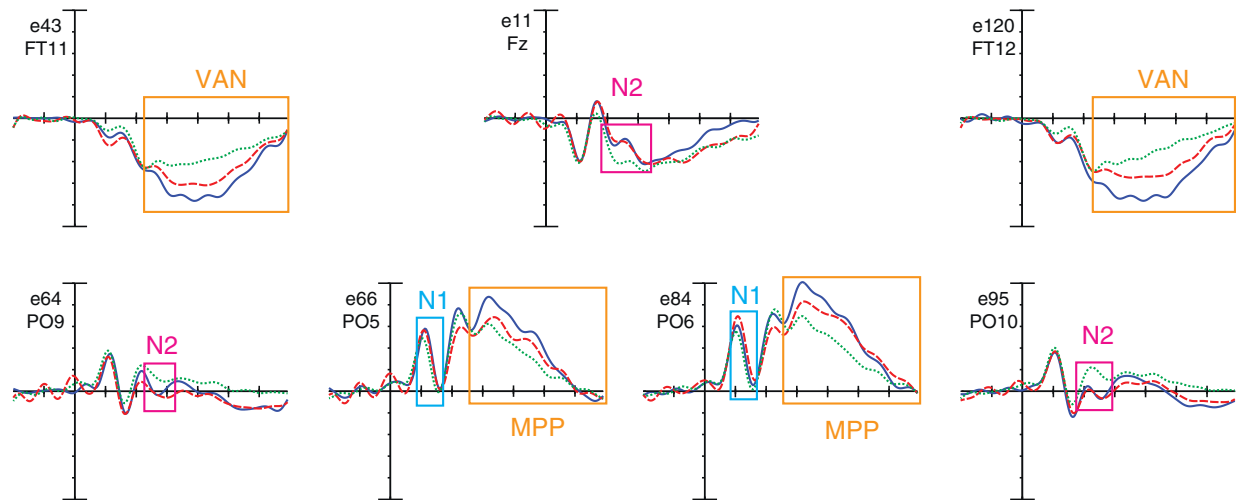 e43
FT11
VAN
e11
Fz
N2
e120
FT12
VAN
e64
PO9
N2
e66
PO5
N1
MPP
e84
PO6
N1
MPP
e95
PO10
N2